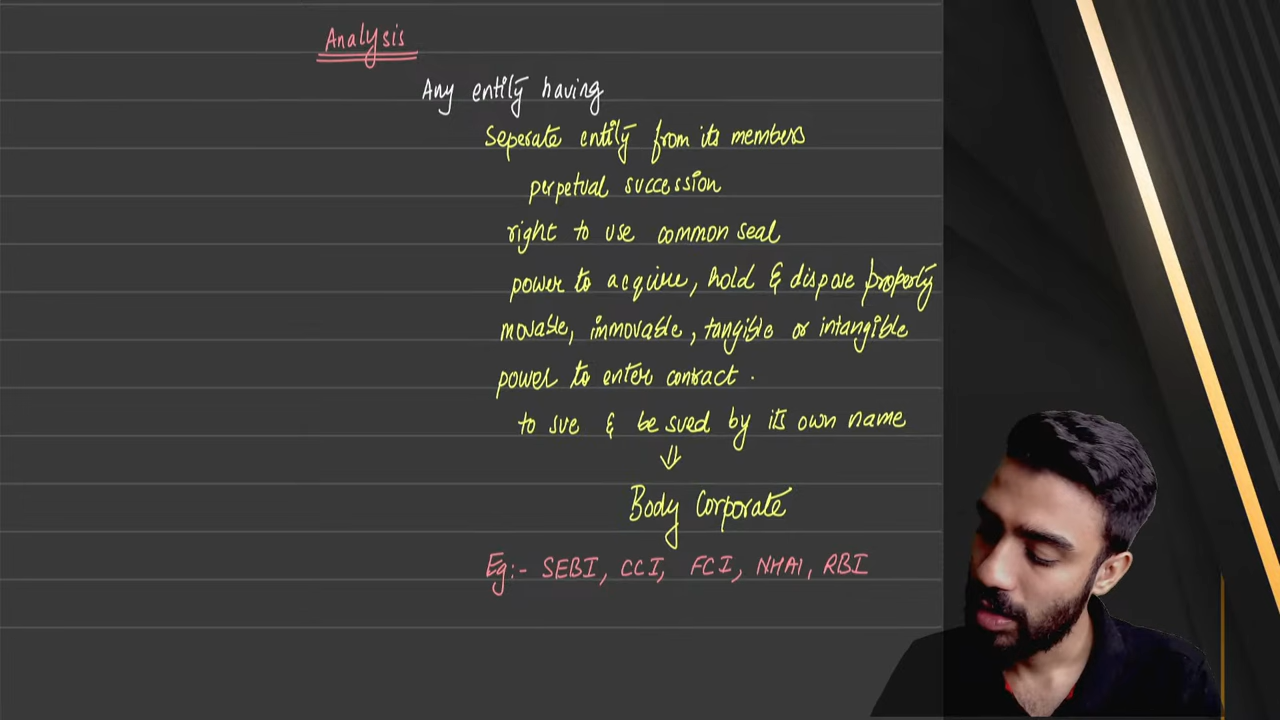 Analysis
Any entity having
Seperate entity from its members
perpetual succession
right to use common seal
power to acquire, hold & dispose property
movable, immovable, tangible or intangible
power to enter contract.
to sue & be sued by its own name
⇓
Body Corporate
Eg:- SEBI, CCI, FCI, NHAI, RBI